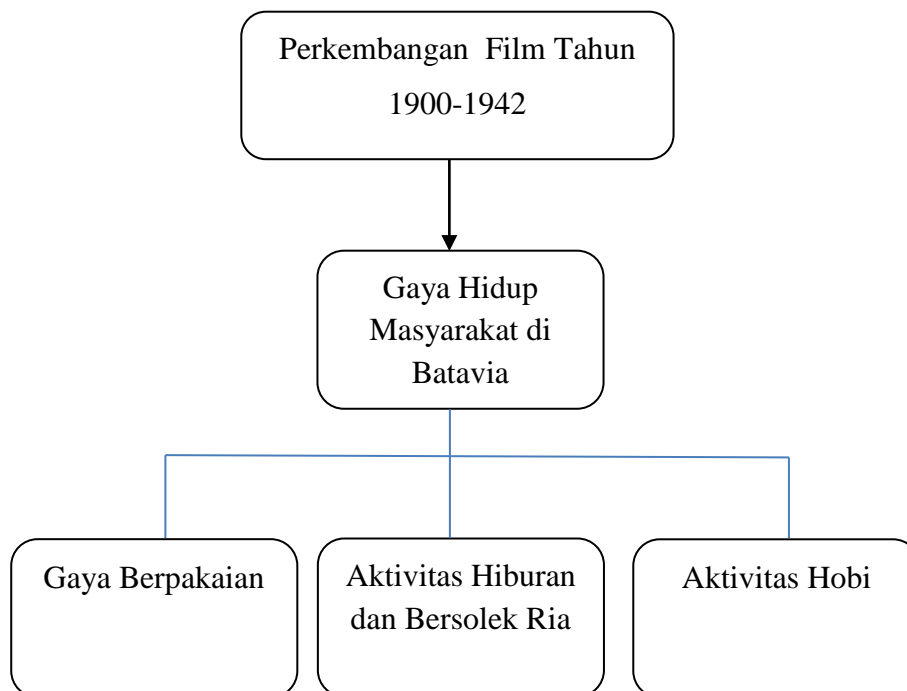 Perkembangan Film Tahun
1900-1942
Gaya Hidup
Masyarakat di
Batavia
Gaya Berpakaian
Aktivitas Hiburan
dan Bersolek Ria
Aktivitas Hobi